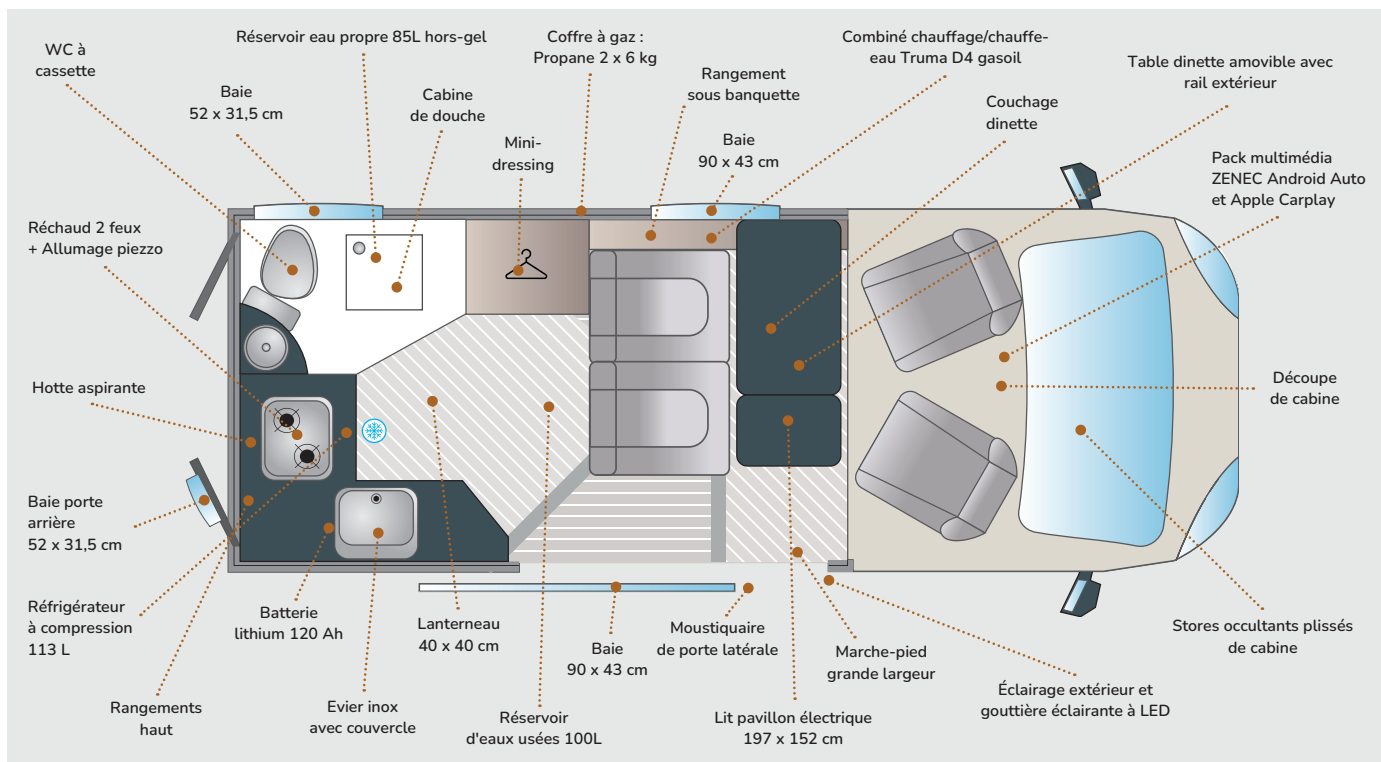 WC à
cassette
Réservoir eau propre 85L hors-gel
Coffre à gaz :
Propane 2 x 6 kg
Combiné chauffage/chauffe-
eau Truma D4 gasoil
Table dinette amovible avec
rail extérieur
Baie
52 x 31,5 cm
Cabine
de douche
Rangement
sous banquette
Couchage
dinette
Mini-
dressing
Baie
90 x 43 cm
Pack multimédia
ZENEC Android Auto
et Apple Carplay
Réchaud 2 feux
+ Allumage piezzo
Hotte aspirante
Découpe
de cabine
Baie porte
arrière
52 x 31,5 cm
Réfrigérateur
à compression
113 L
Batterie
lithium 120 Ah
Lanterneau
40 x 40 cm
Baie
90 x 43 cm
Moustiquaire
de porte latérale
Marche-pied
grande largeur
Stores occultants plissés
de cabine
Rangements
haut
Evier inox
avec couvercle
Réservoir
d'eaux usées 100L
Lit pavillon électrique
197 x 152 cm
Éclairage extérieur et
gouttière éclairante à LED